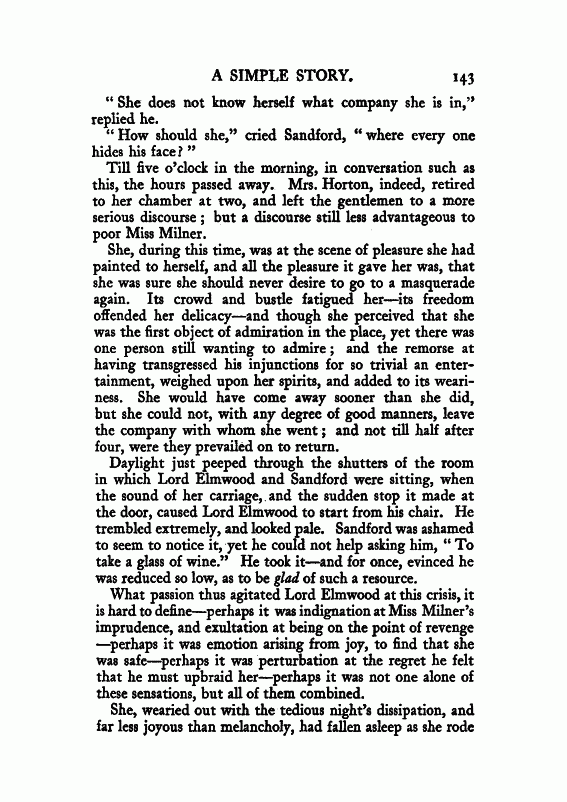 A SIMPLE STORY. 143
“ She does not know herself what company she is in,”
replied he.
“ How should she,” cried Sandford, “ where every one
hides his face? ”
Till five o’clock in the morning, in conversation such as
this, the hours passed away. Mrs. Horton, indeed, retired
to her chamber at two, and left the gentlemen to a more
serious discourse ; but a discourse still less advantageous to
poor Miss Milner.
She, during this time, was at the scene of pleasure she had
painted to herself, and all the pleasure it gave her was, that
she was sure she should never desire to go to a masquerade
again. Its crowd and bustle fatigued her—its freedom
offended her delicacy—and though she perceived that she
was the first object of admiration in the place, yet there was
one person still wanting to admire ; and the remorse at
having transgressed his injunctions for so trivial an enter-
tainment, weighed upon her spirits, and added to its weari-
ness. She would have come away sooner than she did,
but she could not, with any degree of good manners, leave
the company with whom she went ; and not till half after
four, were they prevailed on to return.
Daylight just peeped through the shutters of the room
in which Lord Elmwood and Sandford were sitting, when
the sound of her carriage, and the sudden stop it made at
the door, caused Lord Elmwood to start from his chair. He
trembled extremely, and looked pale. Sandford was ashamed
to seem to notice it, yet he could not help asking him, “ To
take a glass of wine.” He took it—and for once, evinced he
was reduced so low, as to be glad of such a resource.
What passion thus agitated Lord Elmwood at this crisis, it
is hard to define—perhaps it was indignation at Miss Milner’s
imprudence, and exultation at being on the point of revenge
—perhaps it was emotion arising from joy, to find that she
was safe—perhaps it was perturbation at the regret he felt
that he must upbraid her—perhaps it was not one alone of
these sensations, but all of them combined.
She, wearied out with the tedious night’s dissipation, and
far less joyous than melancholy, had fallen asleep as she rode